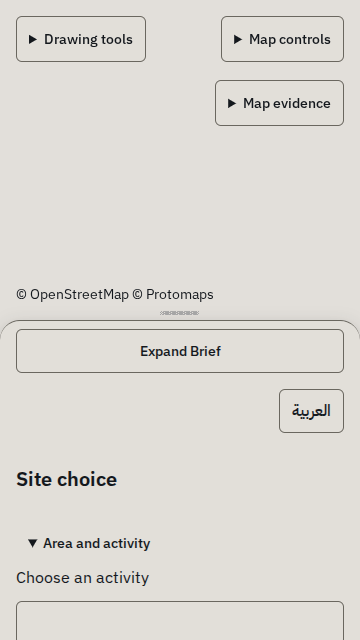 Drawing tools
Map controls
Map evidence
© OpenStreetMap © Protomaps
Expand Brief
العربية
Site choice
Area and activity
Choose an activity